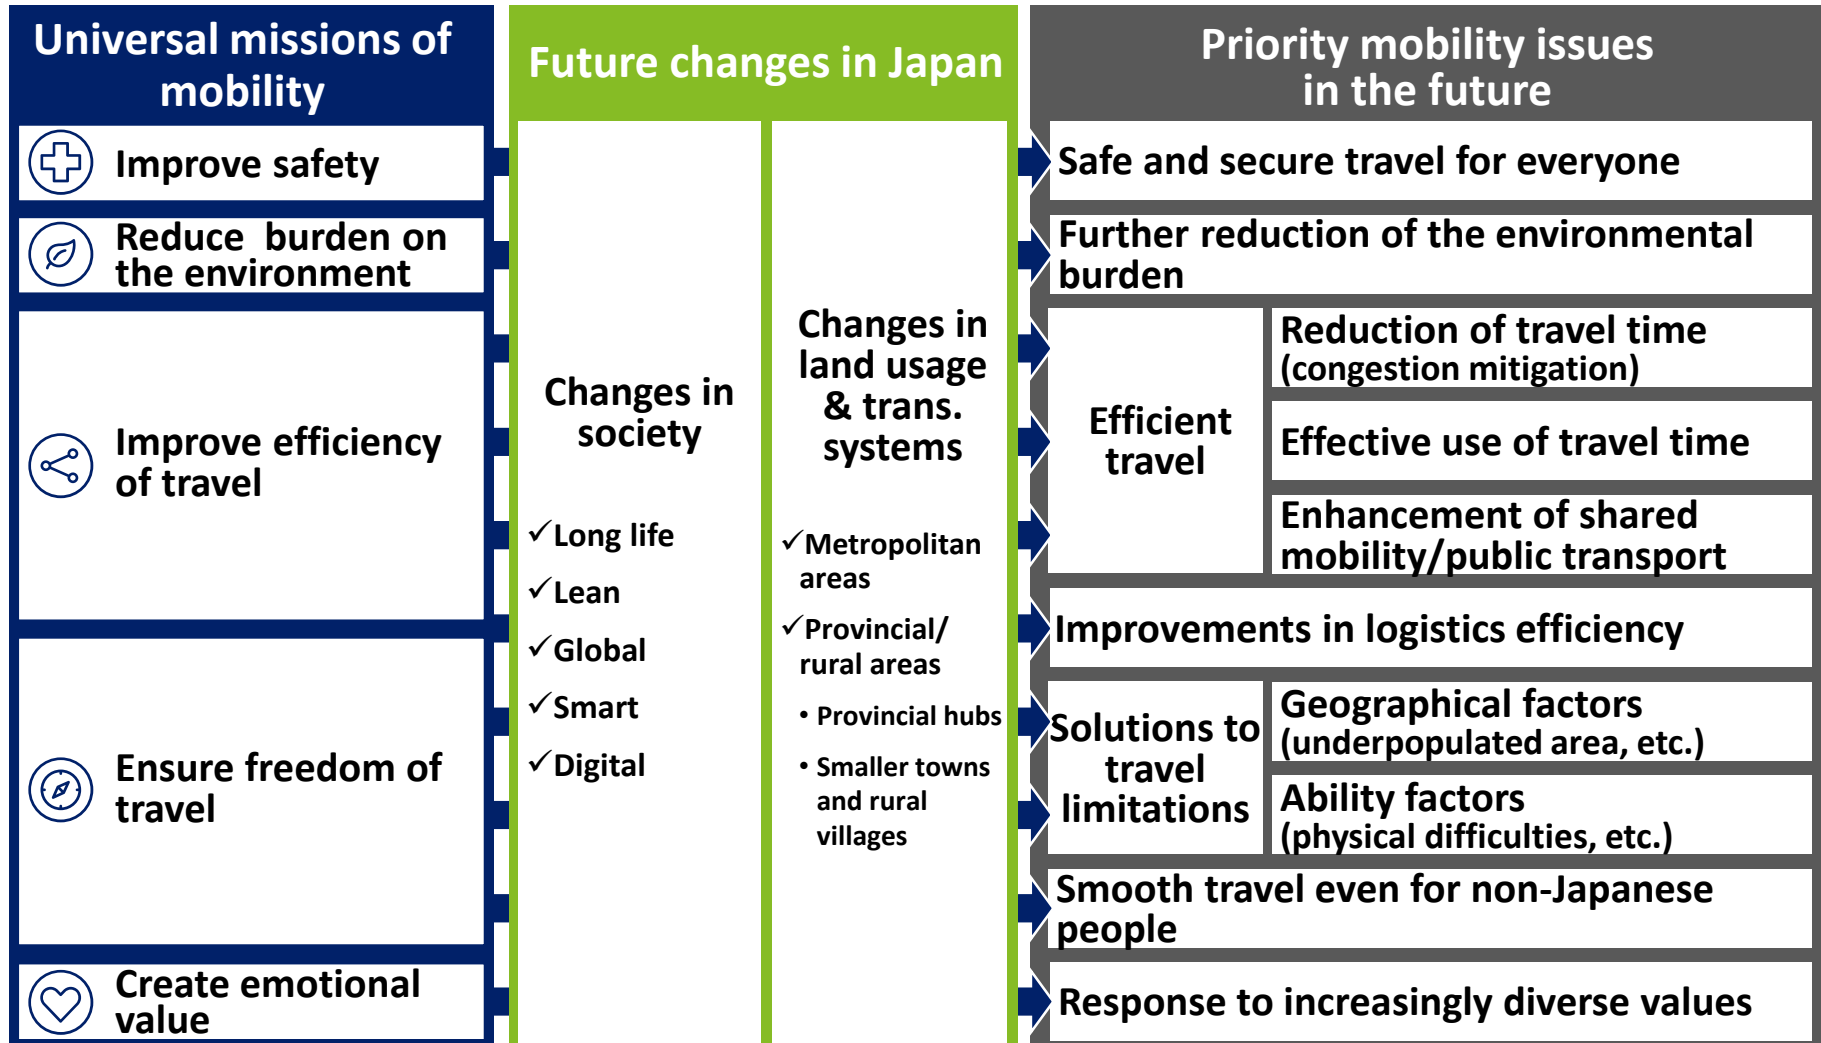 Universal missions of
mobility
Improve safety
Reduce  burden on
the environment
Improve efficiency
of travel
Ensure freedom of
travel
Create emotional
value
Future changes in Japan
Changes in
society
✓Long life
✓Lean
✓Global
✓Smart
✓Digital
Changes in
land usage
& trans.
systems
✓Metropolitan
areas
✓Provincial/
rural areas
• Provincial hubs
• Smaller towns
and rural
villages
Priority mobility issues
in the future
Safe and secure travel for everyone
Further reduction of the environmental
burden
Efficient
travel
Reduction of travel time
(congestion mitigation)
Effective use of travel time
Enhancement of shared
mobility/public transport
Improvements in logistics efficiency
Solutions to
travel
limitations
Geographical factors
(underpopulated area, etc.)
Ability factors
(physical difficulties, etc.)
Smooth travel even for non-Japanese
people
Response to increasingly diverse values